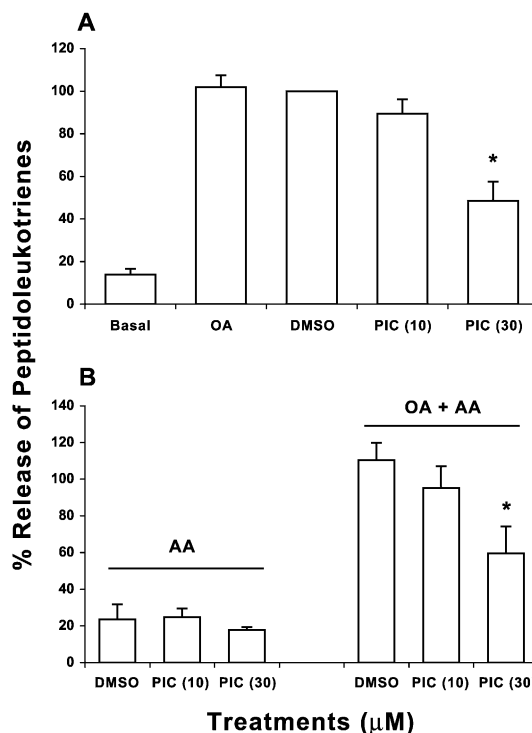 A
120
100
80
60
40
20
0
*
Basal OA DMSO PIC (10) PIC (30)
% Release of Peptidoleukotrienes
B
140
120
100
80
60
40
20
0
OA + AA
AA
*
DMSO PIC (10) PIC (30) DMSO PIC (10) PIC (30)
Treatments (μM)